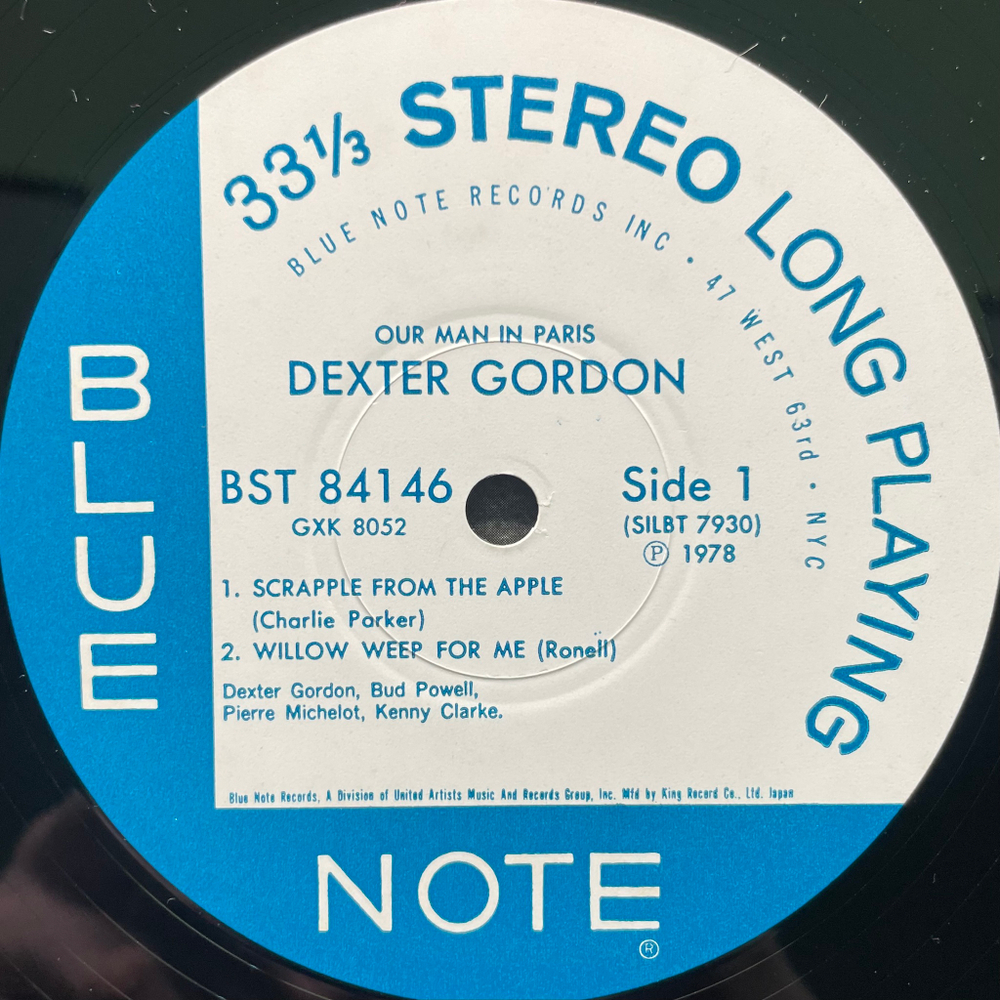 33⅓ STEREO LONG PLAYING
BLUE NOTE RECORDS INC • 47 WEST 63rd • NYC
OUR MAN IN PARIS
DEXTER GORDON
BST 84146
GXK 8052
Side 1
(SILBT 7930)
Ⓟ 1978
1. SCRAPPLE FROM THE APPLE
(Charlie Parker)
2. WILLOW WEEP FOR ME (Ronell)
Dexter Gordon, Bud Powell,
Pierre Michelot, Kenny Clarke.
Blue Note Records, A Division of United Artists Music And Records Group, Inc. Mfd by King Record Co., Ltd. Japan
BLUE
NOTE
®